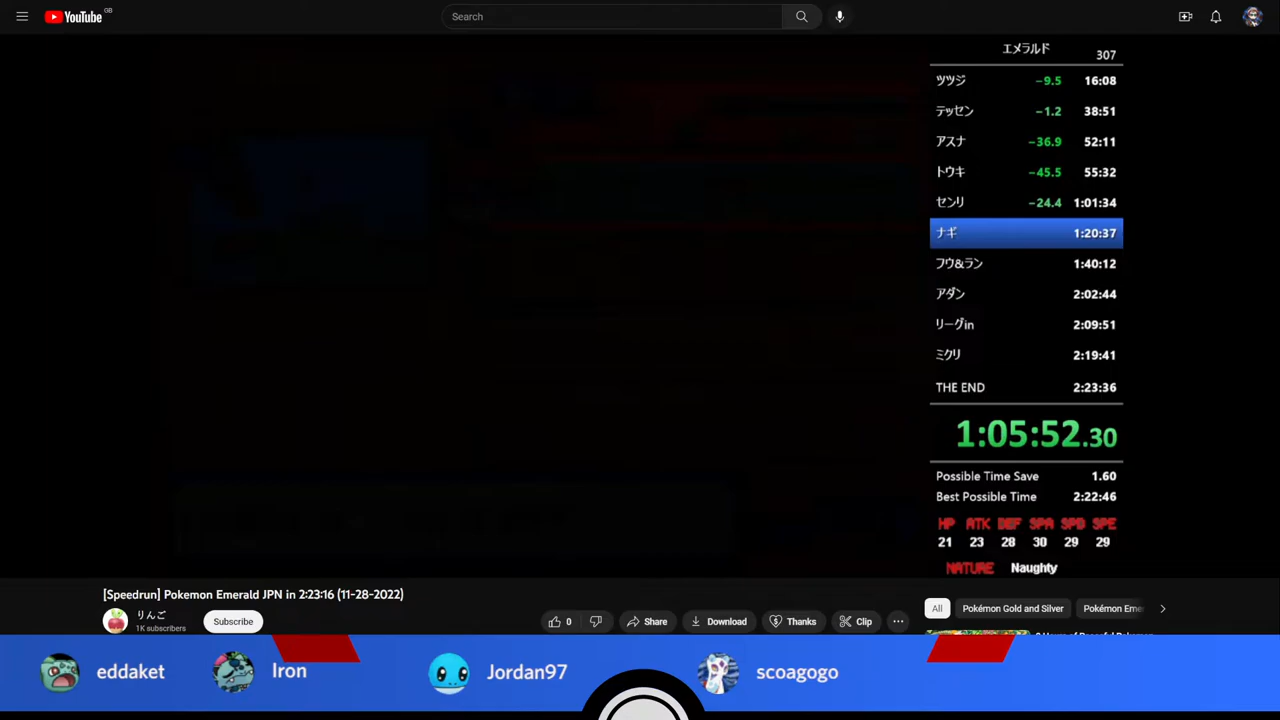 YouTube GB
Search
エメラルド 307
ツツジ -9.5 16:08
テッセン -1.2 38:51
アスナ -36.9 52:11
トウキ -45.5 55:32
センリ -24.4 1:01:34
ナギ 1:20:37
フウ&ラン 1:40:12
アダン 2:02:44
リーグin 2:09:51
ミクリ 2:19:41
THE END 2:23:36
1:05:52.30
Possible Time Save 1.60
Best Possible Time 2:22:46
HP ATK DEF SPA SPD SPE
21 23 28 30 29 29
NATURE Naughty
[Speedrun] Pokemon Emerald JPN in 2:23:16 (11-28-2022)
りんご
1K subscribers
Subscribe
0 Share Download Thanks Clip
All Pokémon Gold and Silver Pokémon Eme
eddaket Iron Jordan97 scoagogo